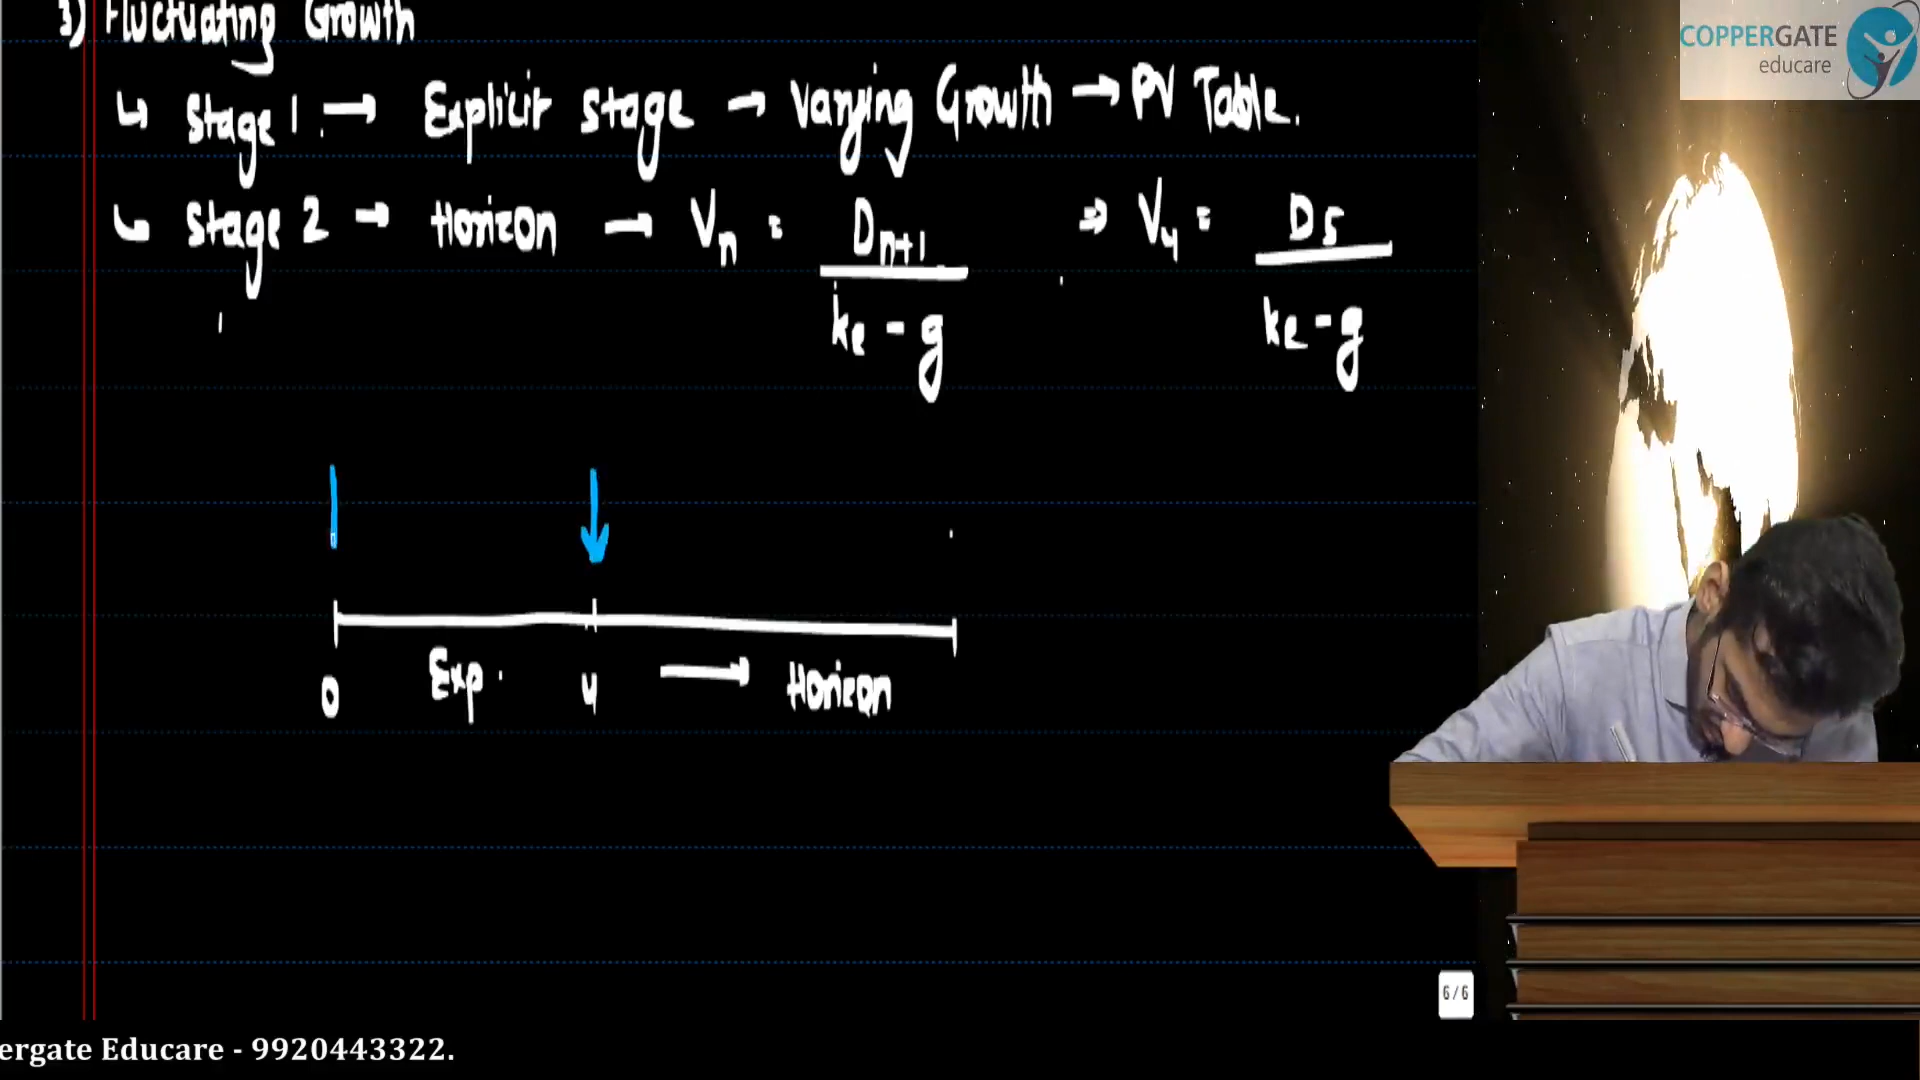 3) Fluctuating Growth
↳ Stage 1 → Explicit stage → Varying Growth → PV Table.
↳ Stage 2 → Horizon → Vn = Dn+1 / ke - g ⇒ V4 = D5 / ke - g
0 Exp. 4 → Horizon
COPPERGATE
educare
6/6
ergate Educare - 9920443322.